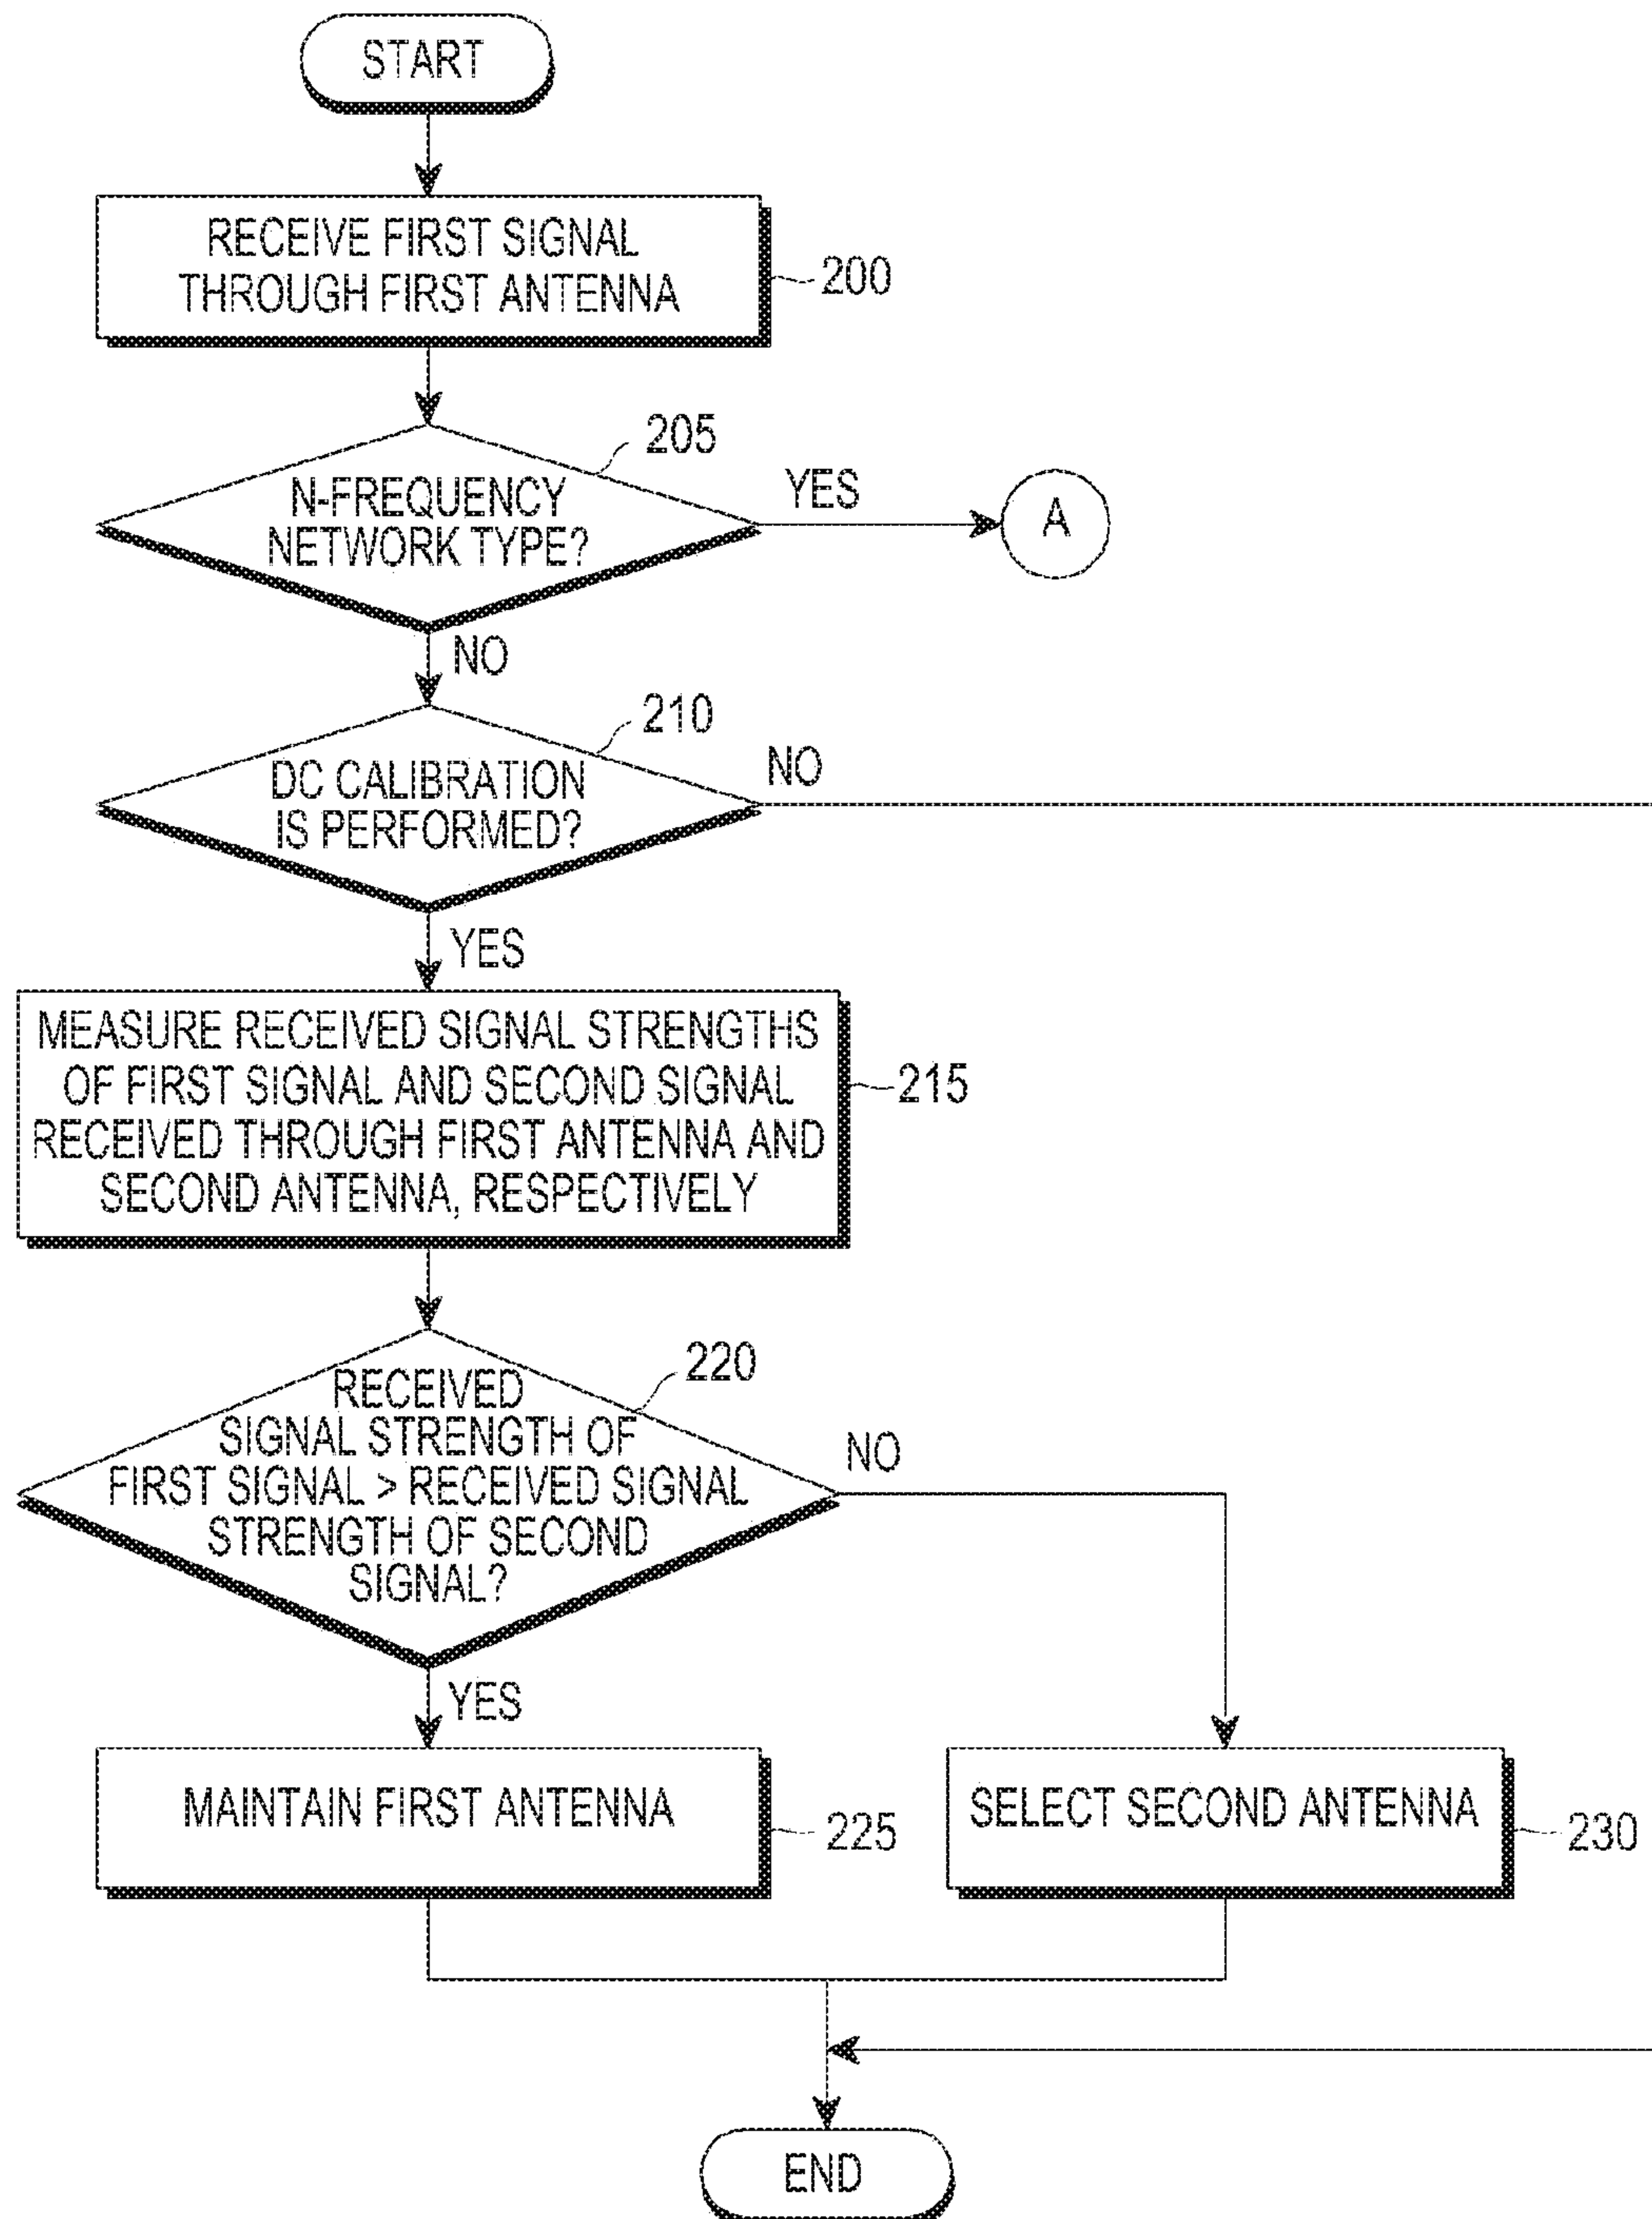 START
RECEIVE FIRST SIGNAL
THROUGH FIRST ANTENNA
200
205
N-FREQUENCY
NETWORK TYPE?
YES
A
NO
210
DC CALIBRATION
IS PERFORMED?
NO
YES
MEASURE RECEIVED SIGNAL STRENGTHS
OF FIRST SIGNAL AND SECOND SIGNAL
RECEIVED THROUGH FIRST ANTENNA AND
SECOND ANTENNA, RESPECTIVELY
215
220
RECEIVED
SIGNAL STRENGTH OF
FIRST SIGNAL > RECEIVED SIGNAL
STRENGTH OF SECOND
SIGNAL?
NO
YES
MAINTAIN FIRST ANTENNA
225
SELECT SECOND ANTENNA
230
END